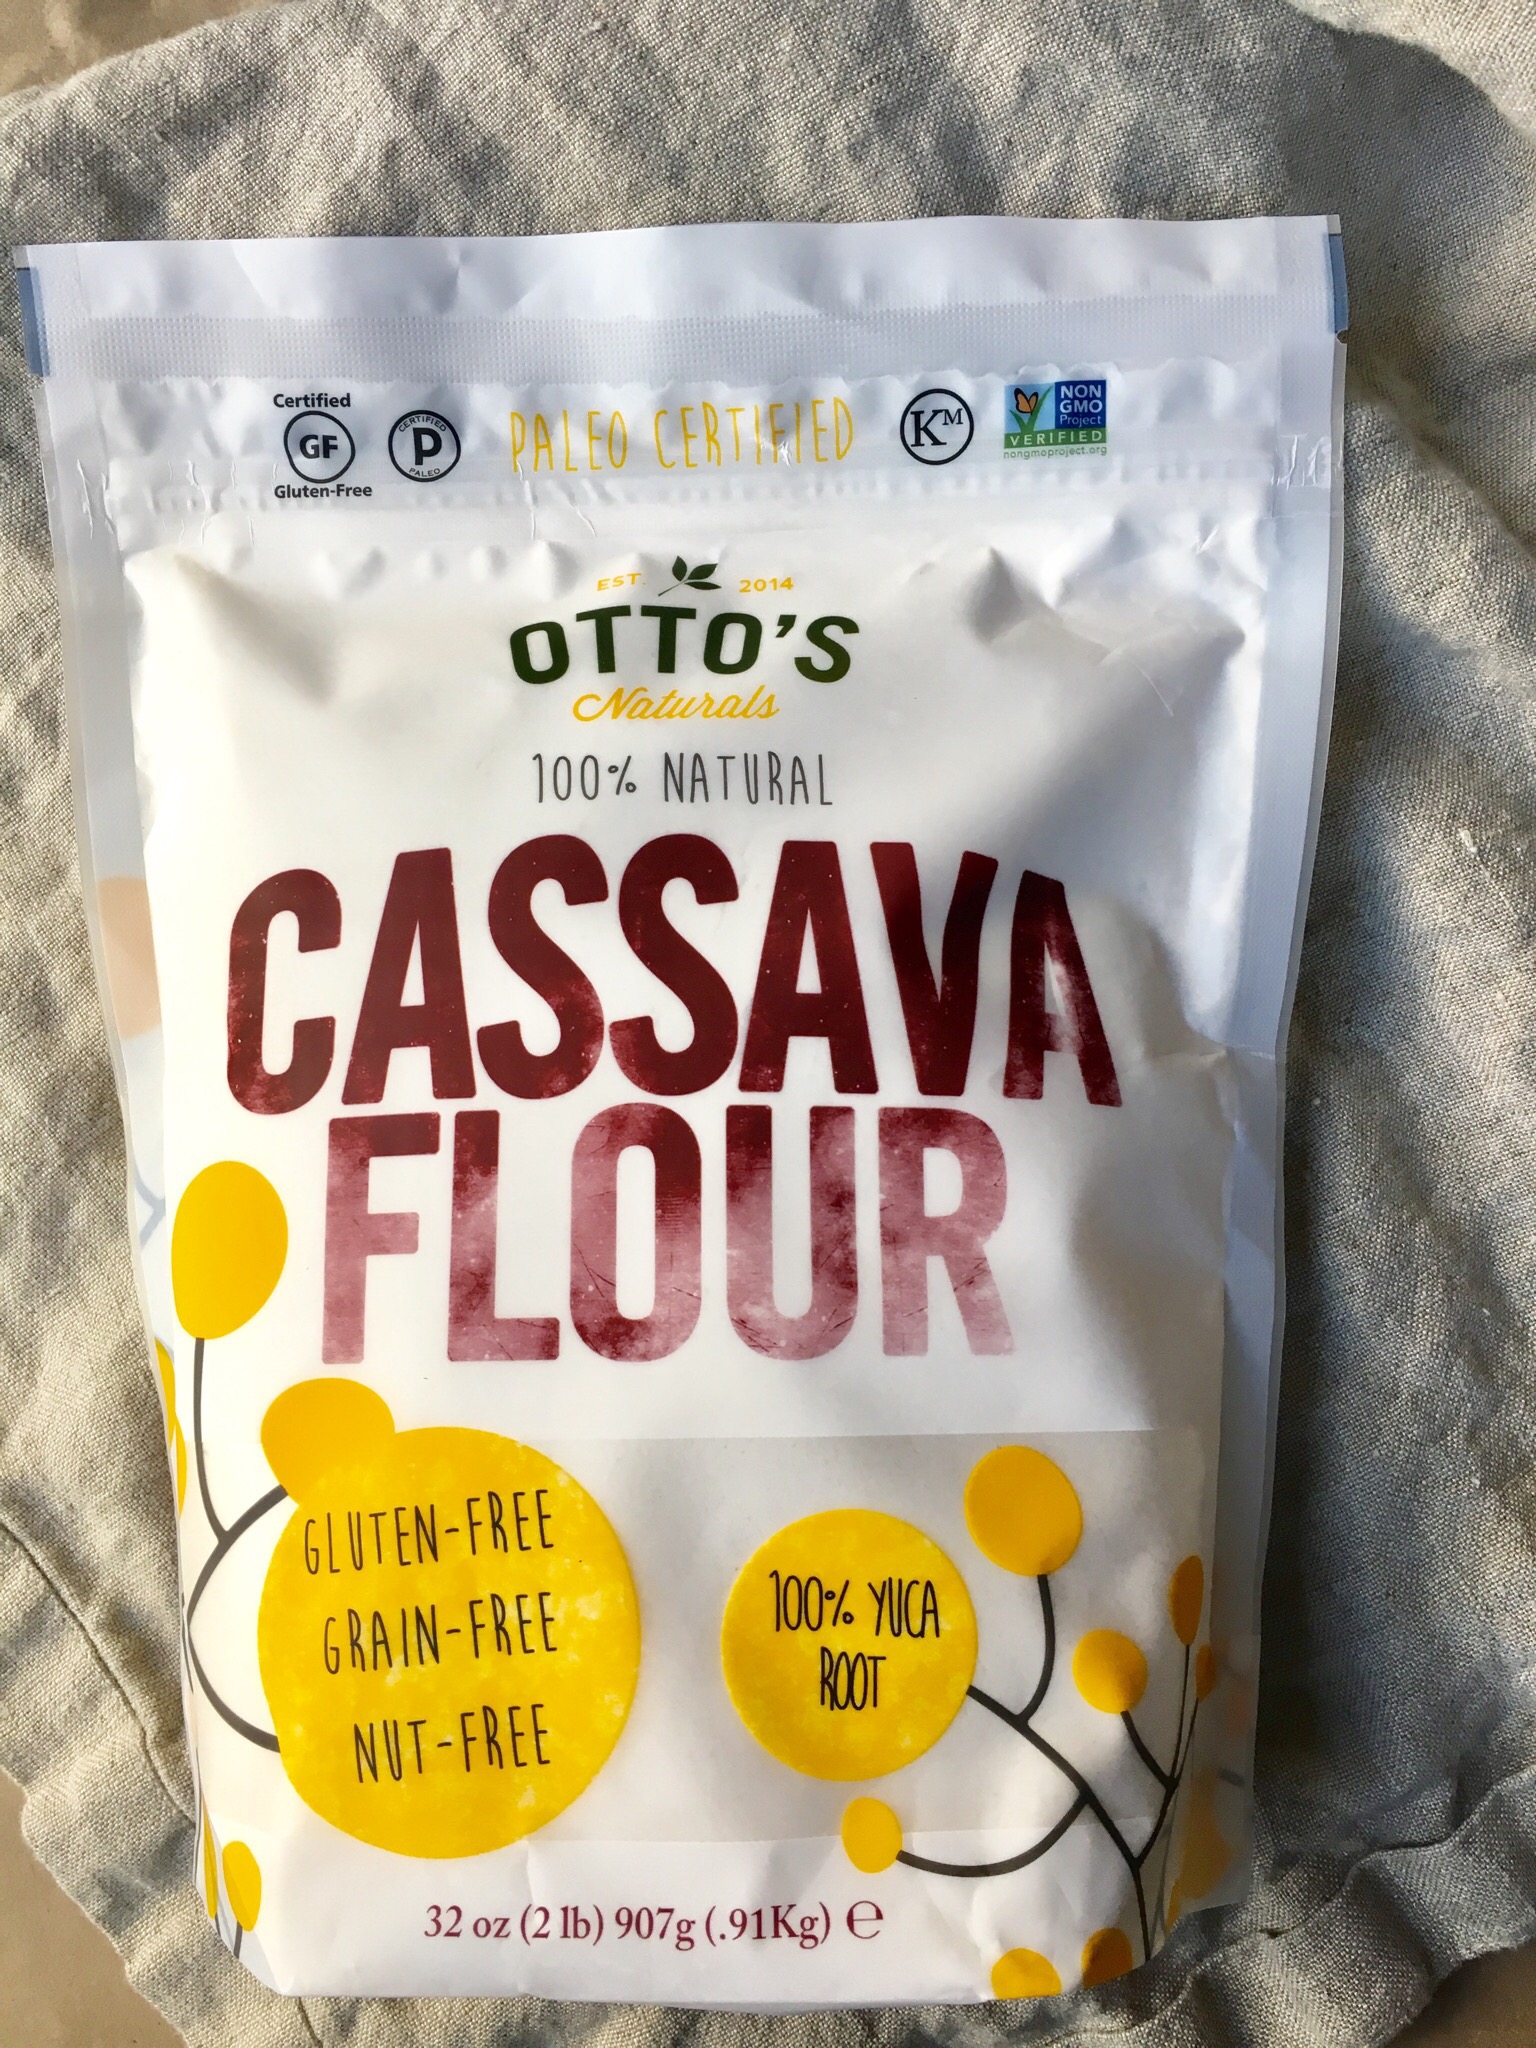 Certified
GF
Gluten-Free
CERTIFIED
P
PALEO
PALEO CERTIFIED
KM
NON
GMO
Project
VERIFIED
nongmoproject.org
EST. 2014
OTTO'S
Naturals
100% NATURAL
CASSAVA
FLOUR
GLUTEN-FREE
GRAIN-FREE
NUT-FREE
100% YUCA
ROOT
32 oz (2 lb) 907g (.91Kg) ℮